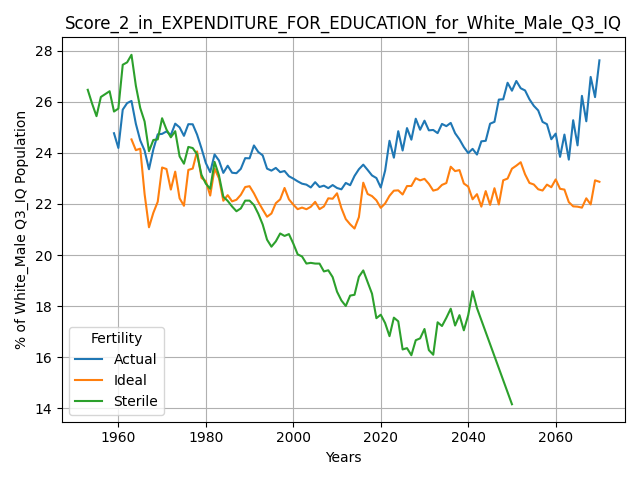 Score_2_in_EXPENDITURE_FOR_EDUCATION_for_White_Male_Q3_IQ
% of White_Male Q3_IQ Population
28
26
24
22
20
18
16
14
Fertility
Actual
Ideal
Sterile
1960 1980 2000 2020 2040 2060
Years